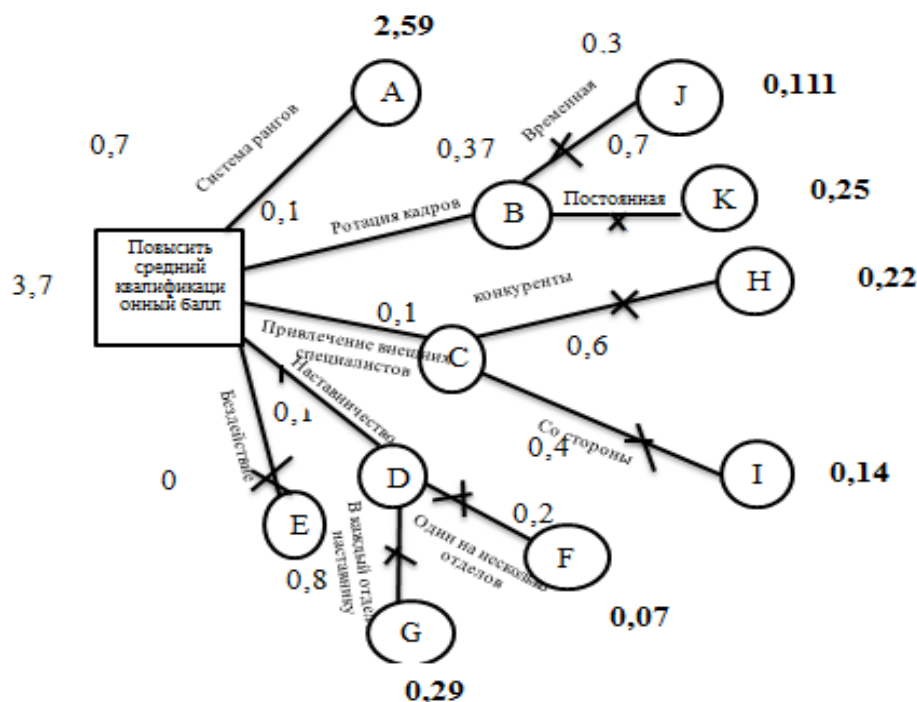 2,59
0.3
A
J
0,111
0,7
Система рангов
Временная
0,37
0,7
0,1
Ротация кадров
B
Постоянная
K
0,25
Повысить
средний
квалификаци
онный балл
3,7
конкуренты
H
0,22
0,1
0,6
Привлечение внешних
специалистов
C
Наставничество
Бездействие
0,1
Со стороны
0,4
I
0,14
0
D
E
0,2
Один на несколько
отделов
F
В каждый отдел
наставнику
0,8
0,07
G
0,29